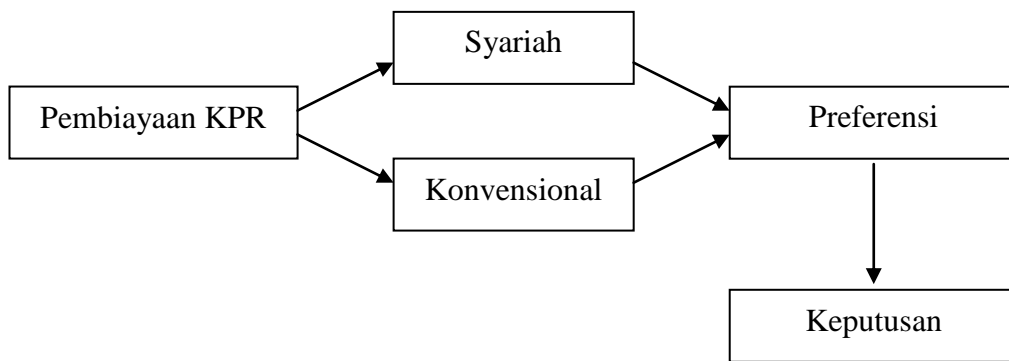 Syariah
Pembiayaan KPR
Preferensi
Konvensional
Keputusan